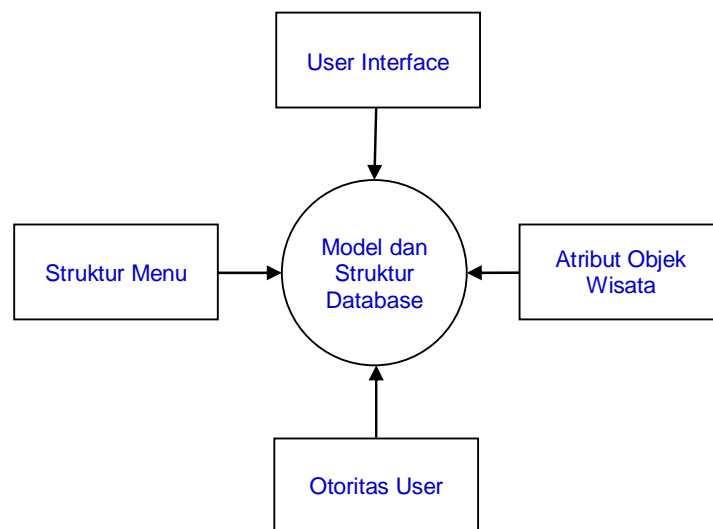 User Interface
Struktur Menu
Model dan
Struktur
Database
Atribut Objek
Wisata
Otoritas User